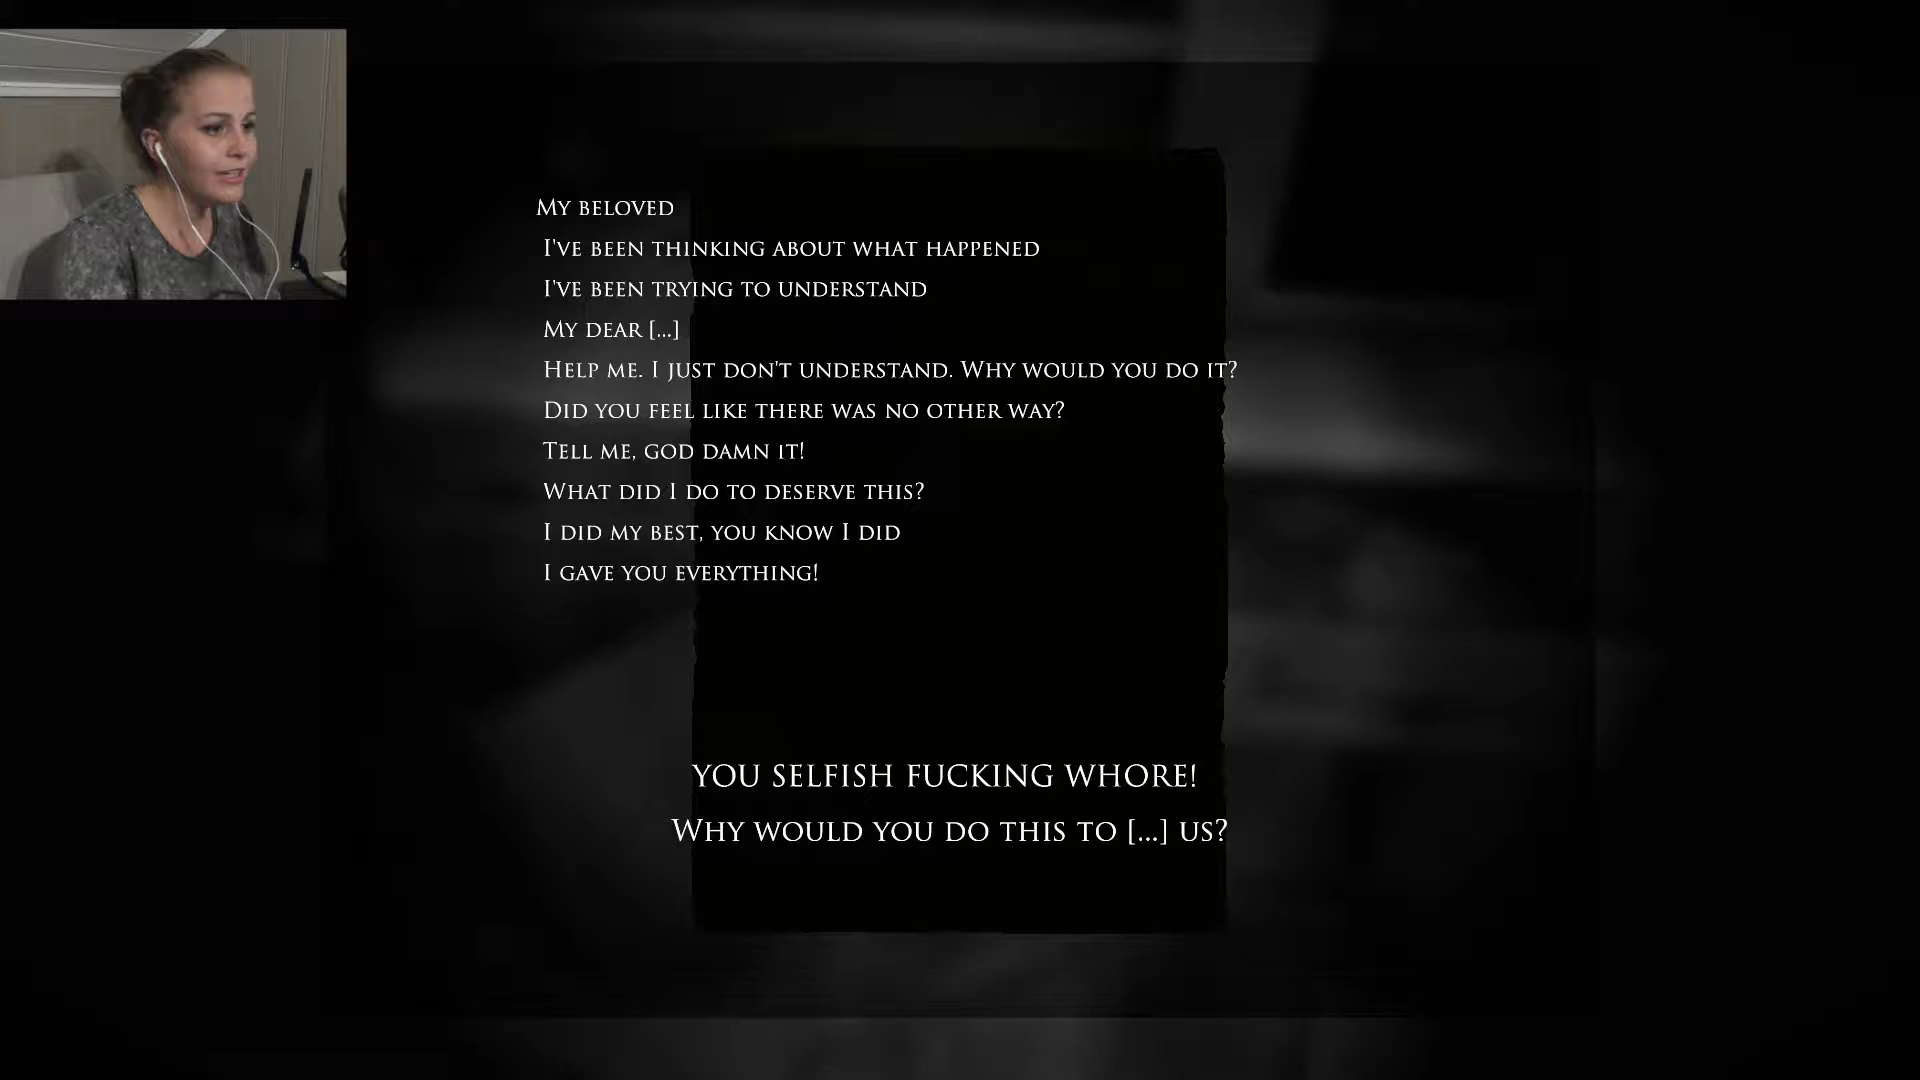 My beloved
I've been thinking about what happened
I've been trying to understand
My dear [...]
Help me. I just don't understand. Why would you do it?
Did you feel like there was no other way?
Tell me, god damn it!
What did I do to deserve this?
I did my best, you know I did
I gave you everything!
YOU SELFISH FUCKING WHORE!
Why would you do this to [...] us?